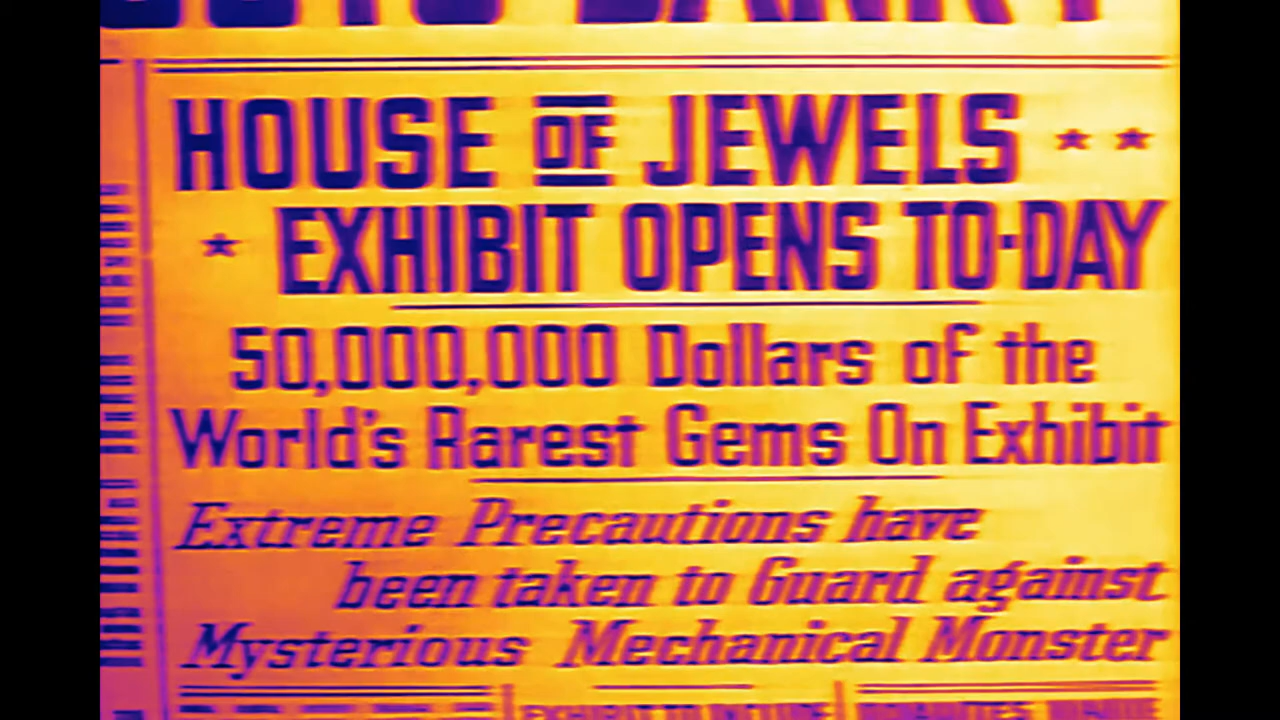 HOUSE OF JEWELS ★ ★
★ EXHIBIT OPENS TO-DAY
50,000,000 Dollars of the
World's Rarest Gems On Exhibit
Extreme Precautions have
been taken to Guard against
Mysterious Mechanical Monster